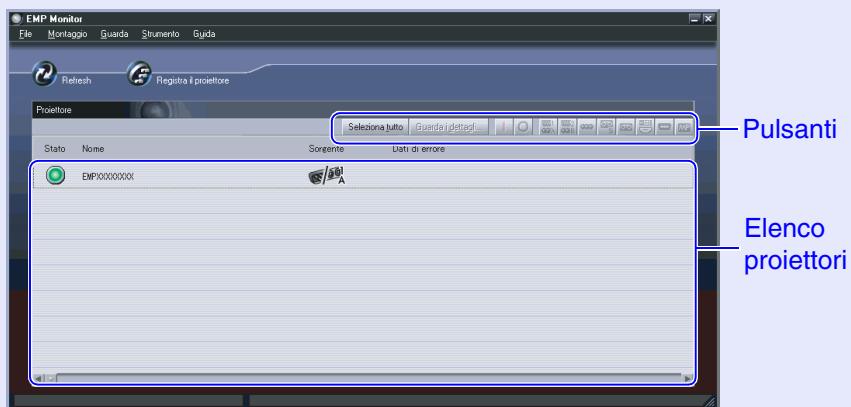 EMP Monitor
File Montaggio Guarda Strumento Guida
Refresh Registra il proiettore
Proiettore
Seleziona tutto Guarda i dettagli...
Pulsanti
Stato Nome Sorgente Dati di errore
EMPXXXXXXXX
Elenco
proiettori